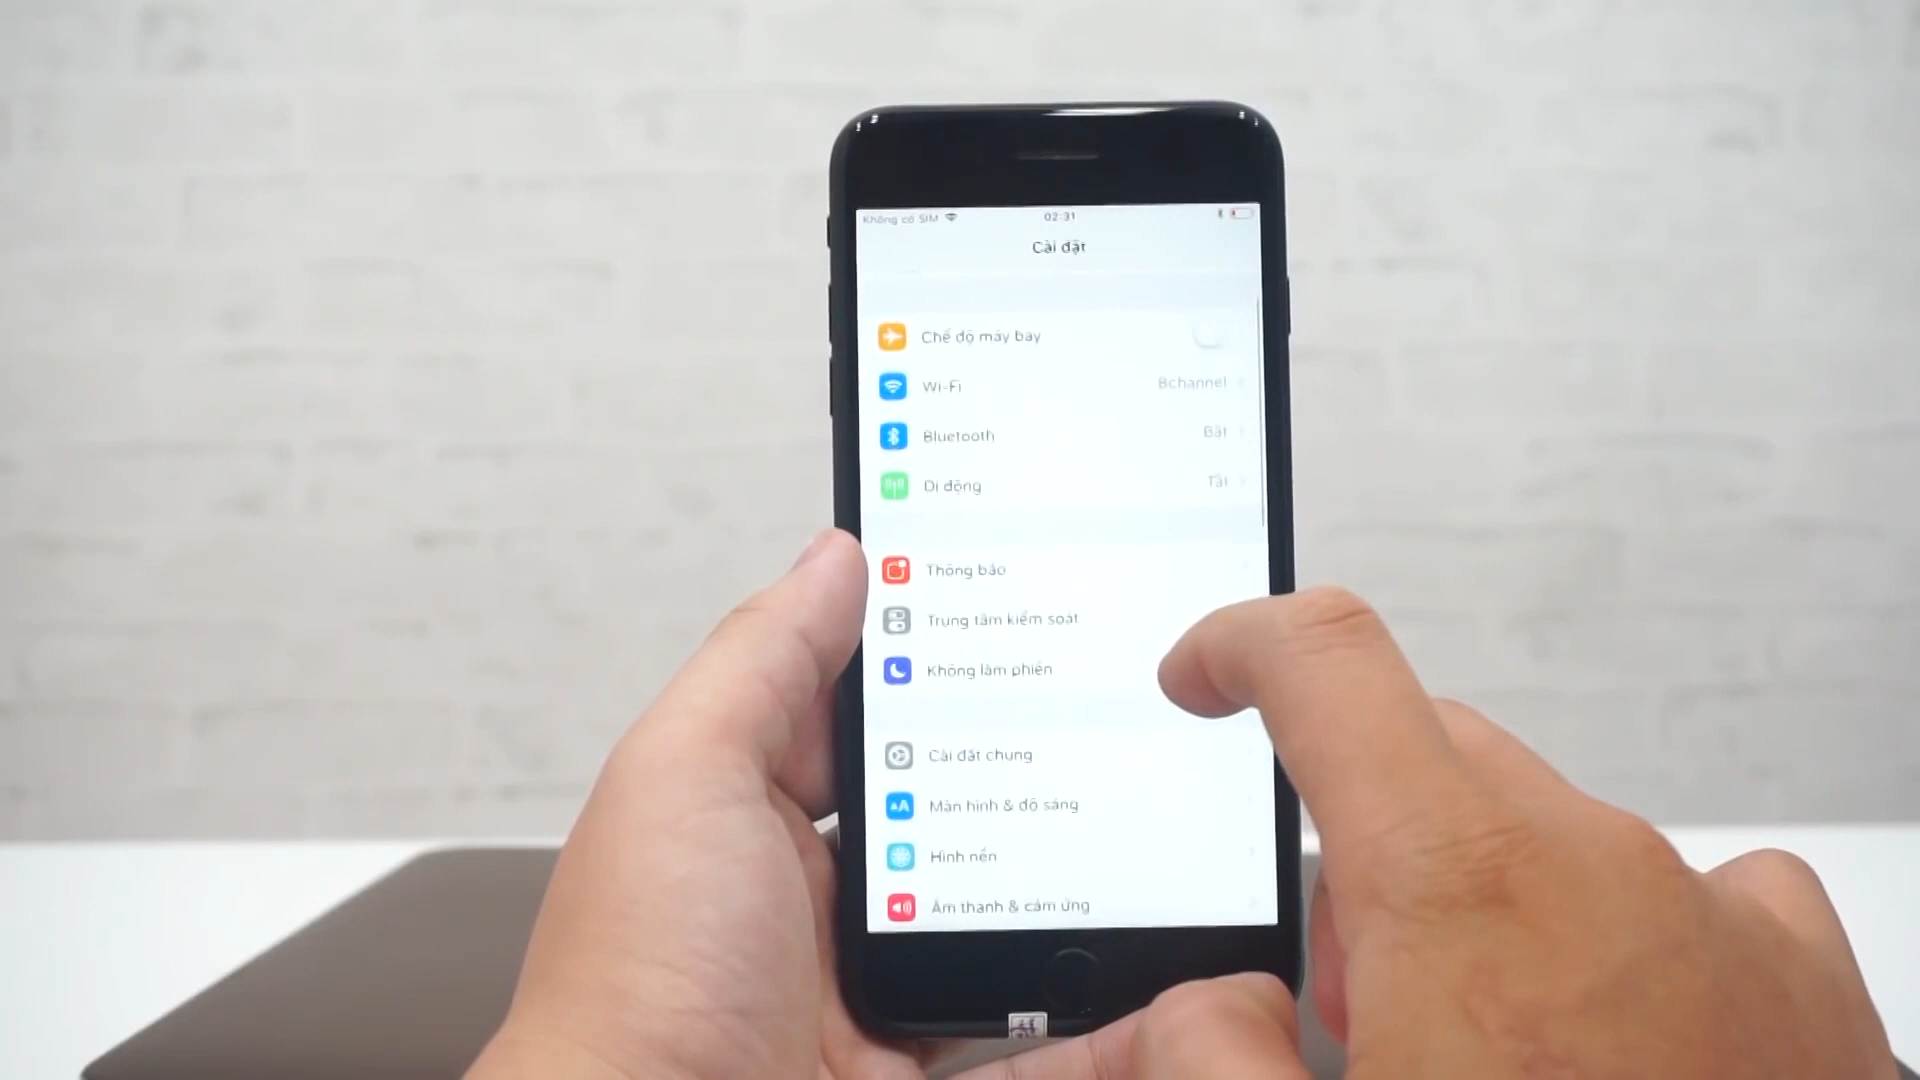 Không có SIM
02:31
Cài đặt
Chế độ máy bay
Wi-Fi
Bchannel
Bluetooth
Bật
Di động
Tắt
Thông báo
Trung tâm kiểm soát
Không làm phiền
Cài đặt chung
AA
Màn hình & độ sáng
Hình nền
Âm thanh & cảm ứng